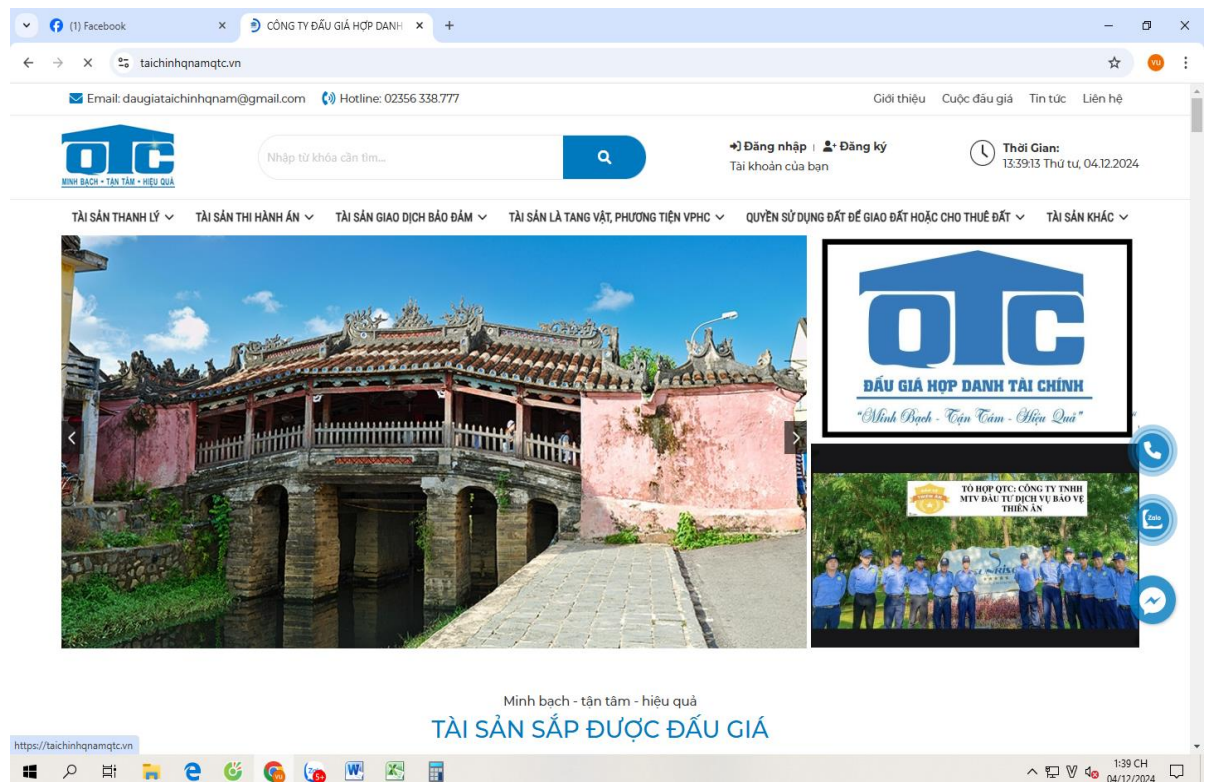 (1) Facebook
CÔNG TY ĐẤU GIÁ HỢP DANH
taichinhqnamqtc.vn
VU
Email: daugiataichinhqnam@gmail.com
Hotline: 02356 338.777
Giới thiệu
Cuộc đấu giá
Tin tức
Liên hệ
QTC
MINH BẠCH - TẬN TÂM - HIỆU QUẢ
Nhập từ khóa cần tìm...
Đăng nhập | Đăng ký
Tài khoản của bạn
Thời Gian:
13:39:13 Thứ tư, 04.12.2024
TÀI SẢN THANH LÝ
TÀI SẢN THI HÀNH ÁN
TÀI SẢN GIAO DỊCH BẢO ĐẢM
TÀI SẢN LÀ TANG VẬT, PHƯƠNG TIỆN VPHC
QUYỀN SỬ DỤNG ĐẤT ĐỂ GIAO ĐẤT HOẶC CHO THUÊ ĐẤT
TÀI SẢN KHÁC
QTC
ĐẤU GIÁ HỢP DANH TÀI CHÍNH
"Minh Bạch - Tận Tâm - Hiệu Quả"
TỔ HỢP QTC: CÔNG TY TNHH
MTV ĐẦU TƯ DỊCH VỤ BẢO VỆ
THIÊN ÂN
SUNRISE
Zalo
Minh bạch - tận tâm - hiệu quả
TÀI SẢN SẮP ĐƯỢC ĐẤU GIÁ
https://taichinhqnamqtc.vn
5+
1:39 CH
04/12/2024